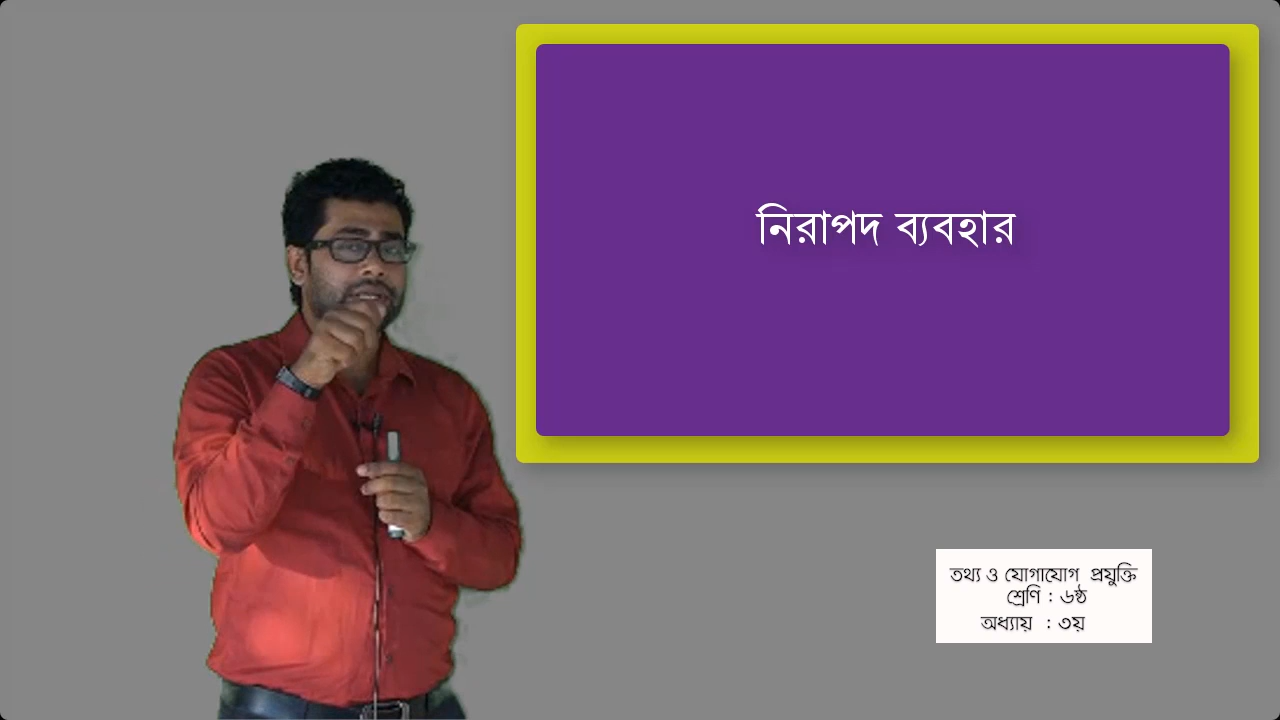 নিরাপদ ব্যবহার
তথ্য ও যোগাযোগ প্রযুক্তি
শ্রেণি : ৬ষ্ঠ
অধ্যায় : ৩য়